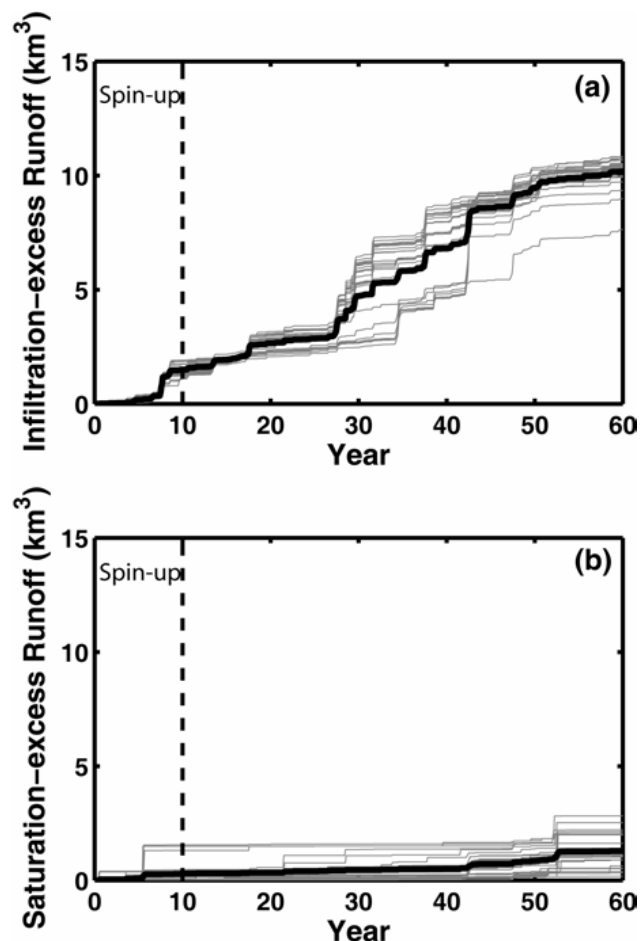 Infiltration-excess Runoff (km³)
15
10
5
0
Spin-up
(a)
0 10 20 30 40 50 60
Year
Saturation-excess Runoff (km³)
15
10
5
0
Spin-up
(b)
0 10 20 30 40 50 60
Year